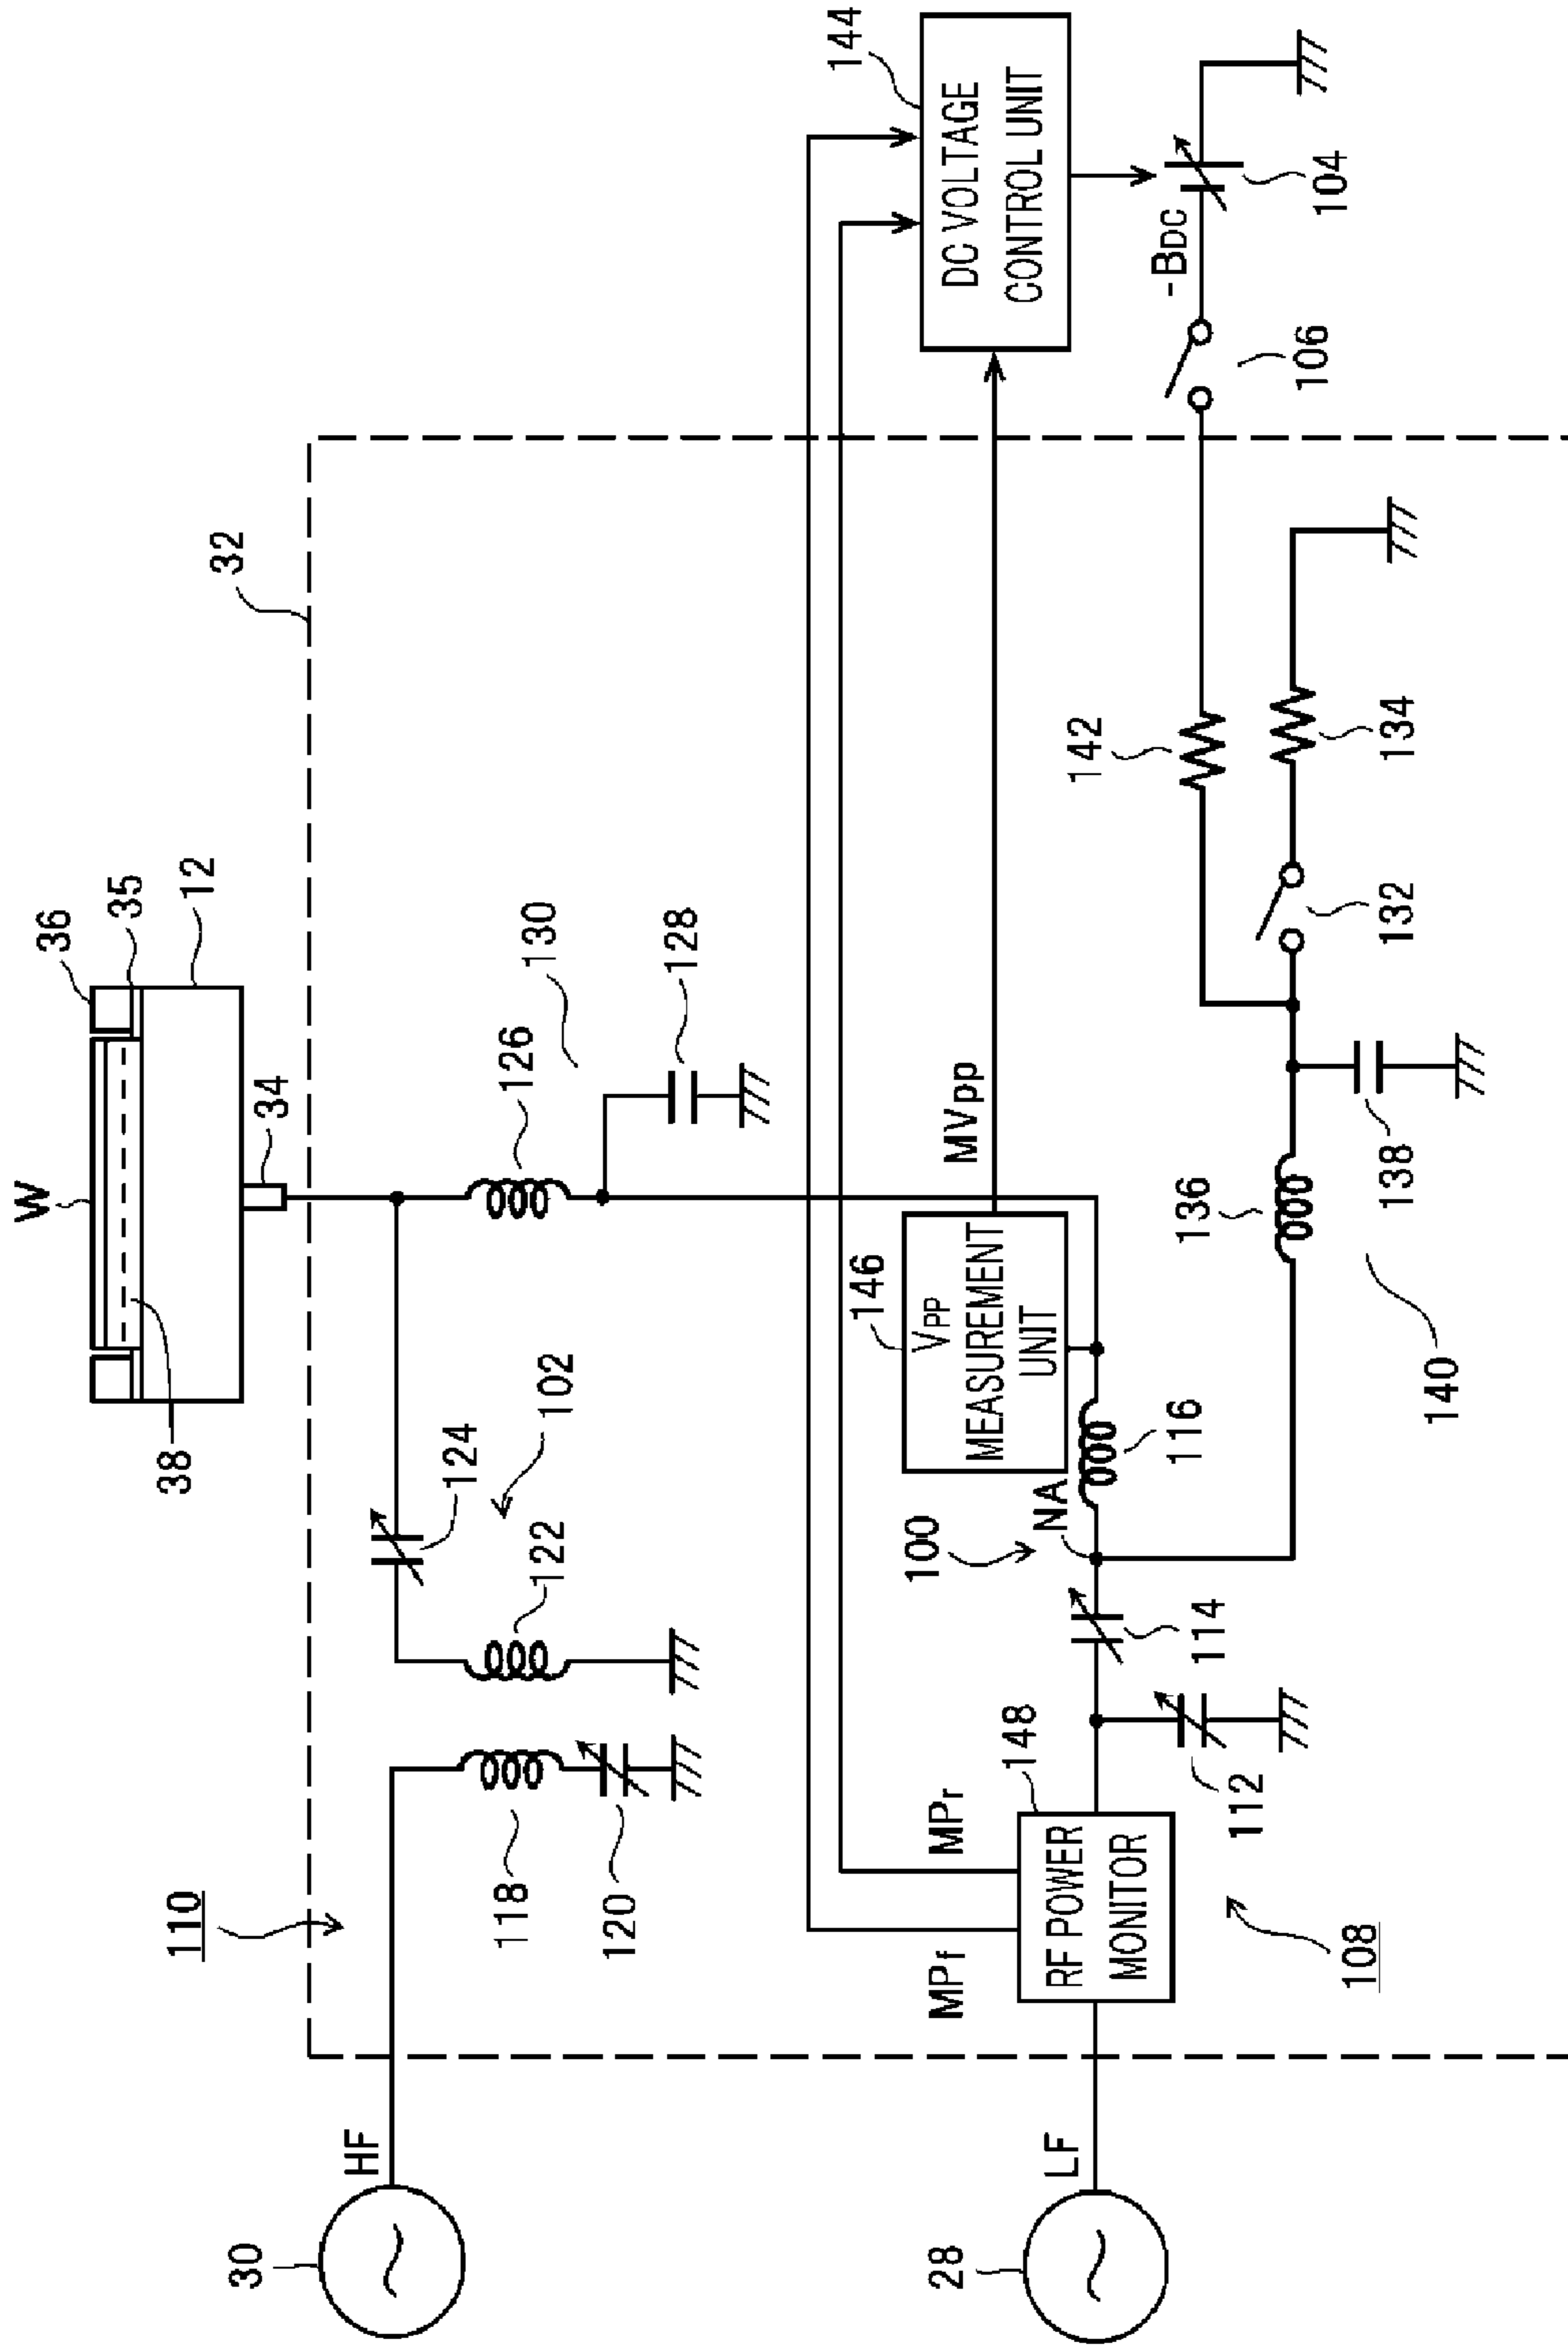 W
36
35
12
38
34
32
110
30
HF
118
120
122
124
102
126
130
128
144
DC VOLTAGE
CONTROL UNIT
MPf
MPr
MVpp
146
VPP
MEASUREMENT
UNIT
28
LF
RF POWER
MONITOR
148
108
112
114
100
NA
116
136
140
138
142
132
134
-BDC
106
104